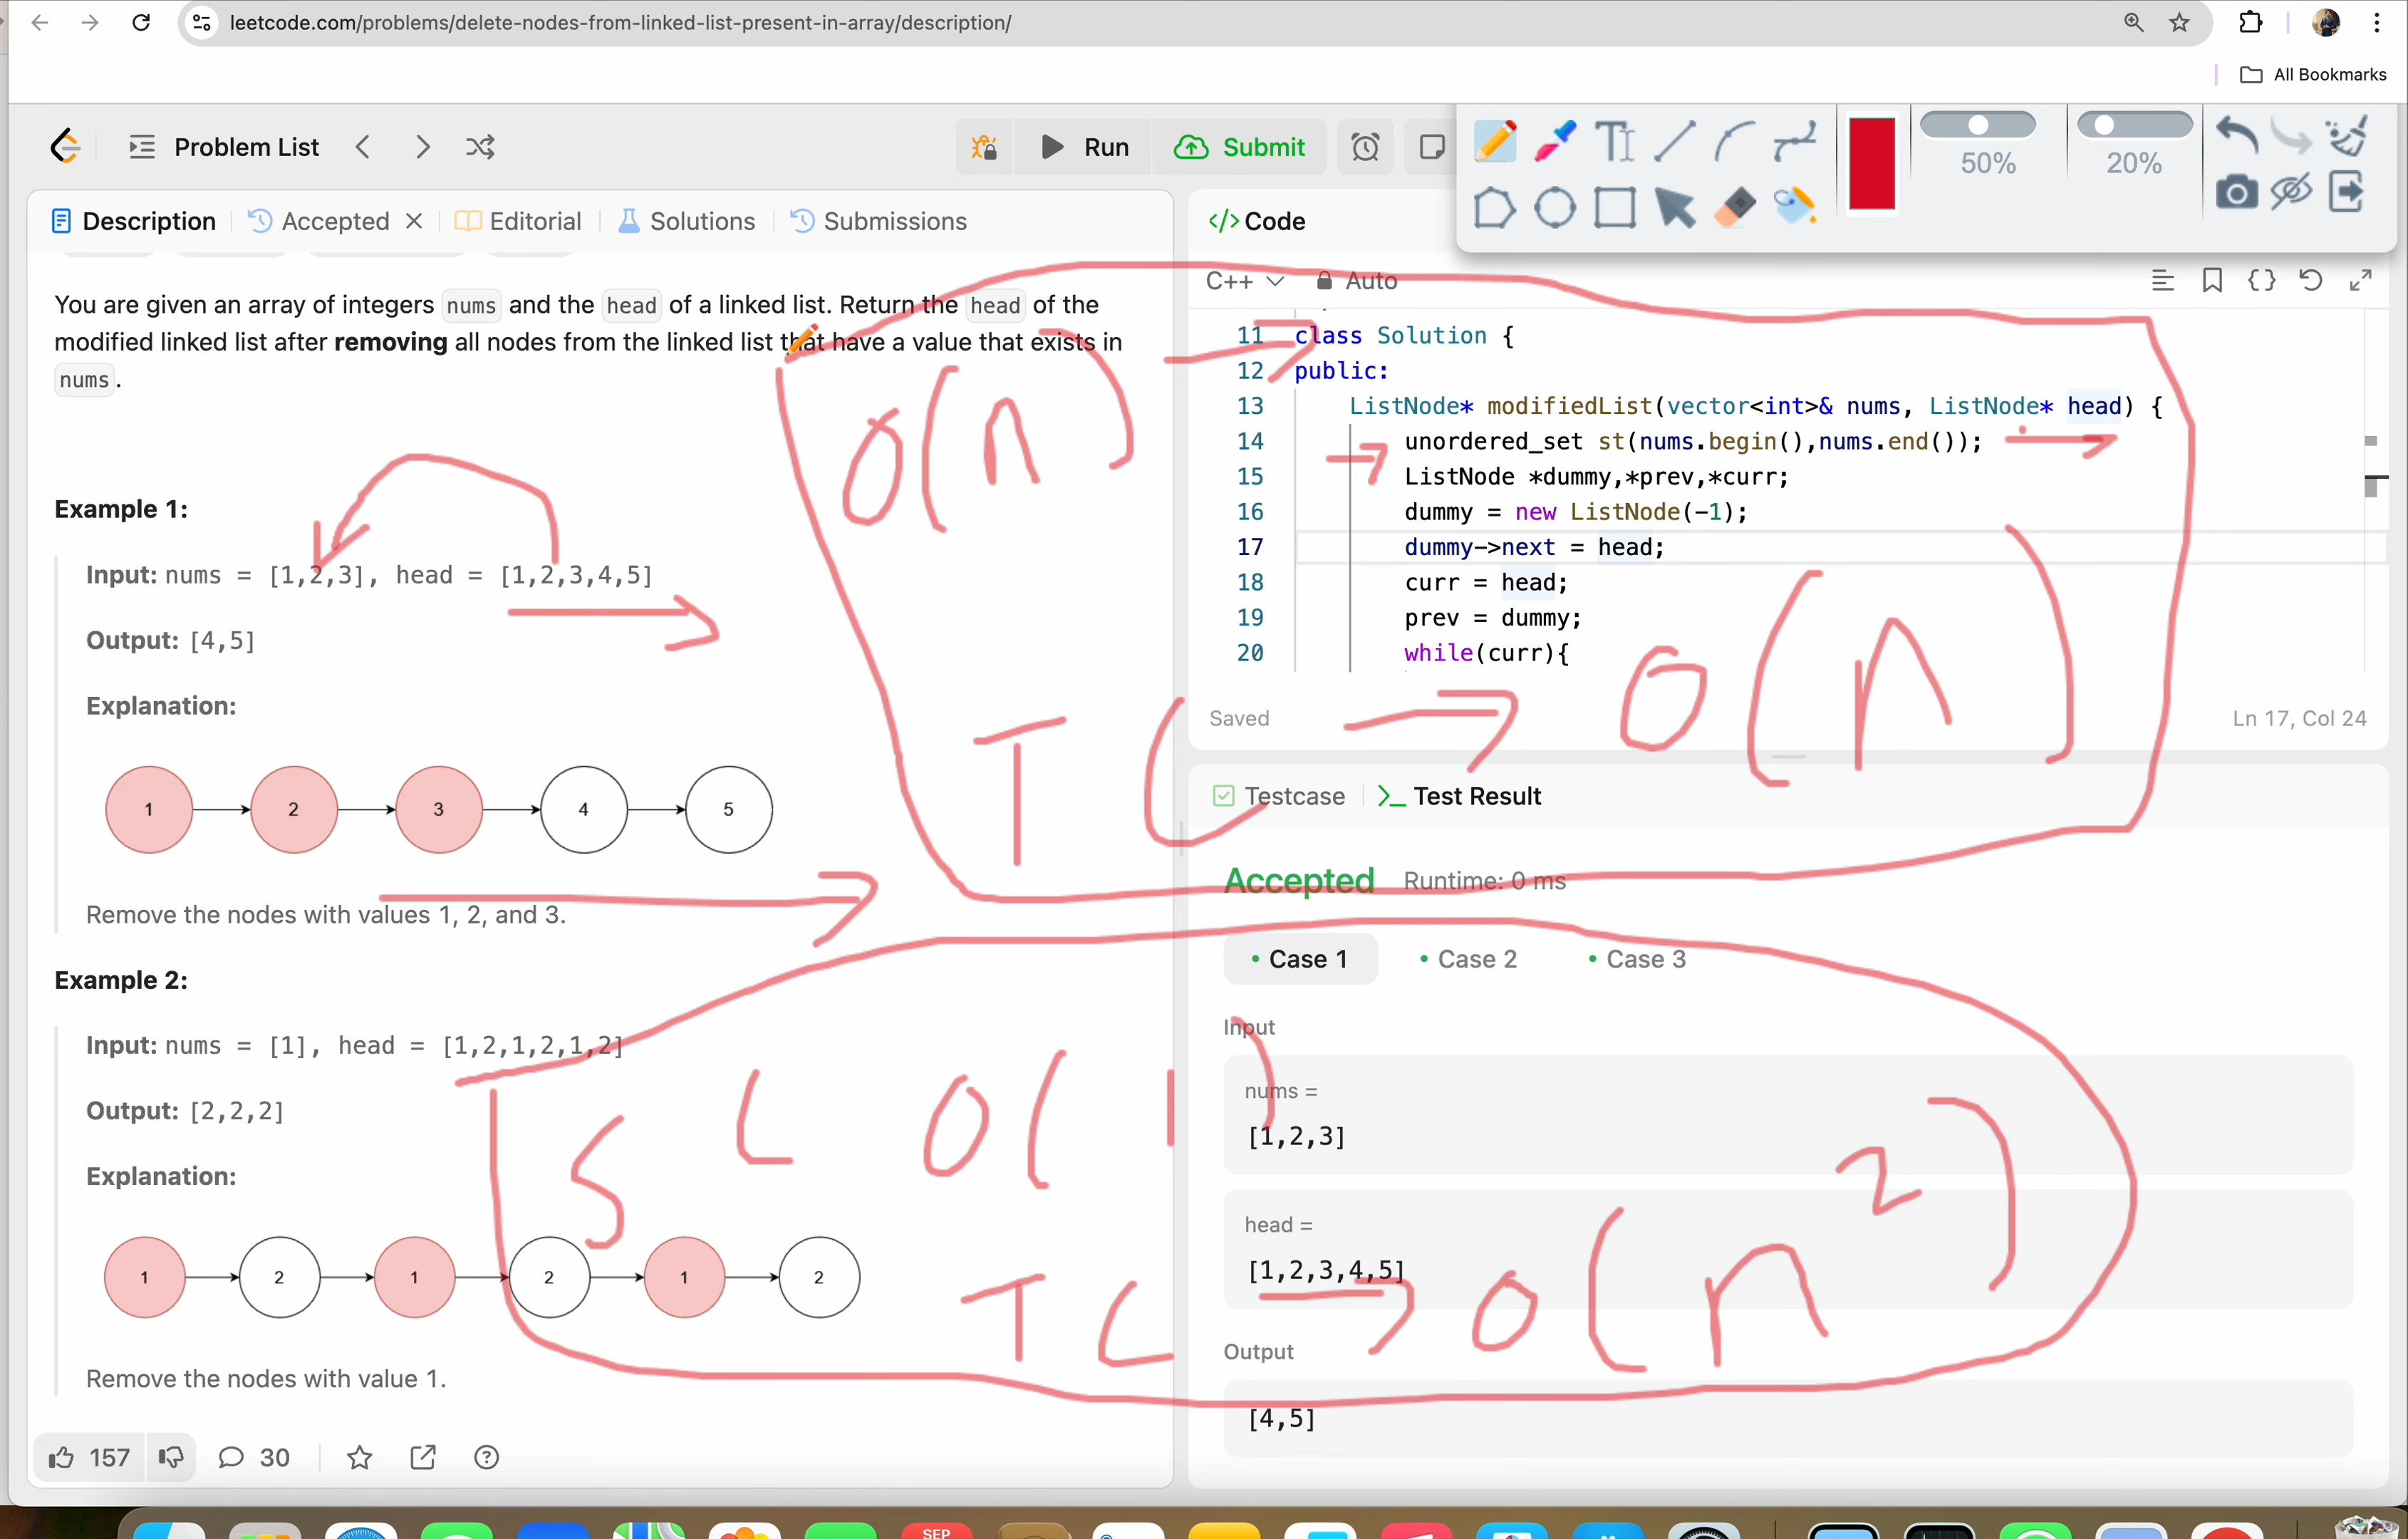 leetcode.com/problems/delete-nodes-from-linked-list-present-in-array/description/
All Bookmarks
Problem List
Run
Submit
50%
20%
Description
Accepted
Editorial
Solutions
Submissions
You are given an array of integers nums and the head of a linked list. Return the head of the
modified linked list after removing all nodes from the linked list that have a value that exists in
nums.
Example 1:
Input: nums = [1,2,3], head = [1,2,3,4,5]
Output: [4,5]
Explanation:
1 2 3 4 5
Remove the nodes with values 1, 2, and 3.
Example 2:
Input: nums = [1], head = [1,2,1,2,1,2]
Output: [2,2,2]
Explanation:
1 2 1 2 1 2
Remove the nodes with value 1.
157
30
</> Code
C++
Auto
11 class Solution {
12 public:
13 ListNode* modifiedList(vector<int>& nums, ListNode* head) {
14 unordered_set st(nums.begin(),nums.end());
15 ListNode *dummy,*prev,*curr;
16 dummy = new ListNode(-1);
17 dummy->next = head;
18 curr = head;
19 prev = dummy;
20 while(curr){
Saved
Ln 17, Col 24
Testcase
Test Result
Accepted
Runtime: 0 ms
Case 1
Case 2
Case 3
Input
nums =
[1,2,3]
head =
[1,2,3,4,5]
Output
[4,5]
O(n)
TC → O(n)
SC O(1)
TC → O(n²)
SEP